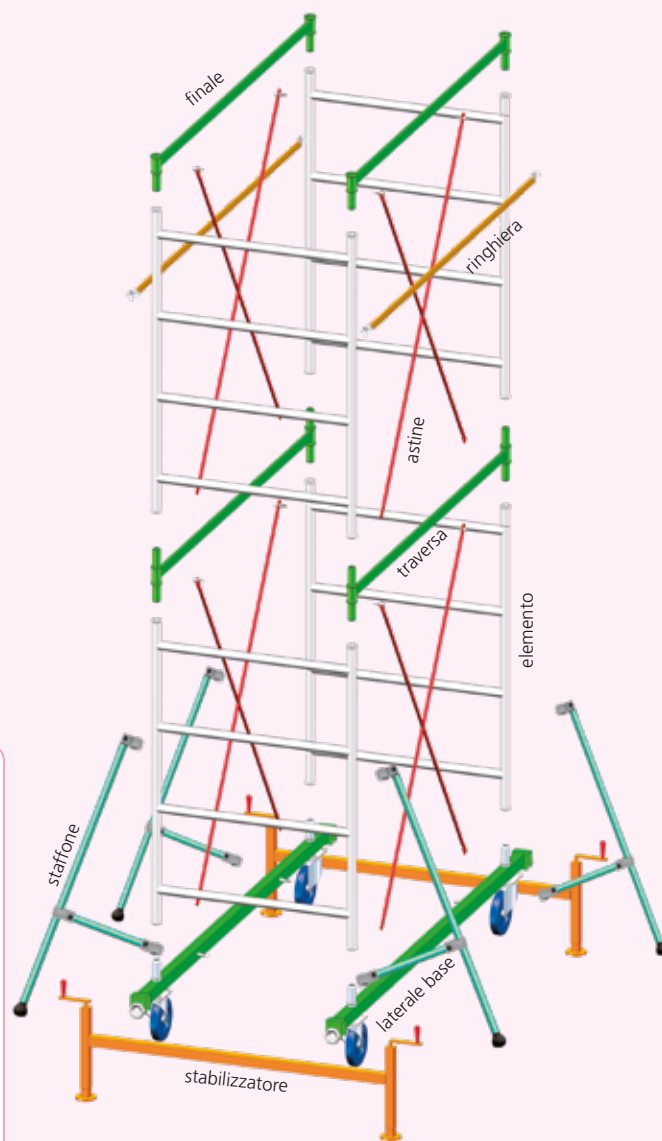 finale
ringhiera
astine
traversa
elemento
staffone
laterale base
stabilizzatore